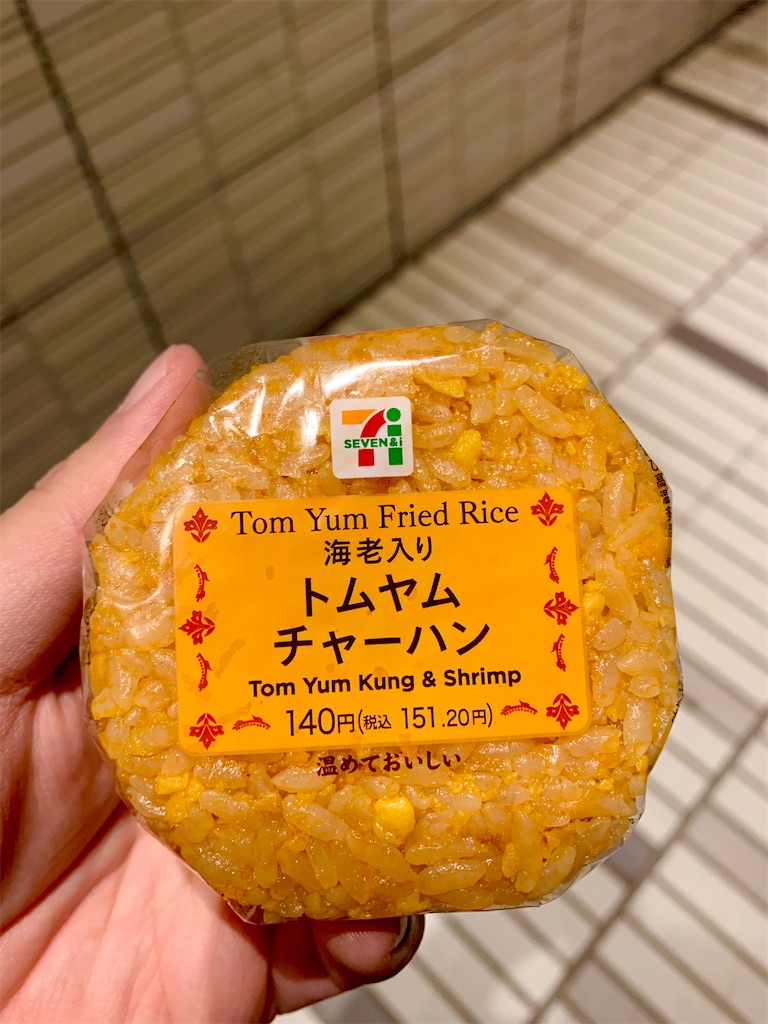 SEVEN&i
Tom Yum Fried Rice
海老入り
トムヤム
チャーハン
Tom Yum Kung & Shrimp
140円(税込 151.20円)
温めておいしい